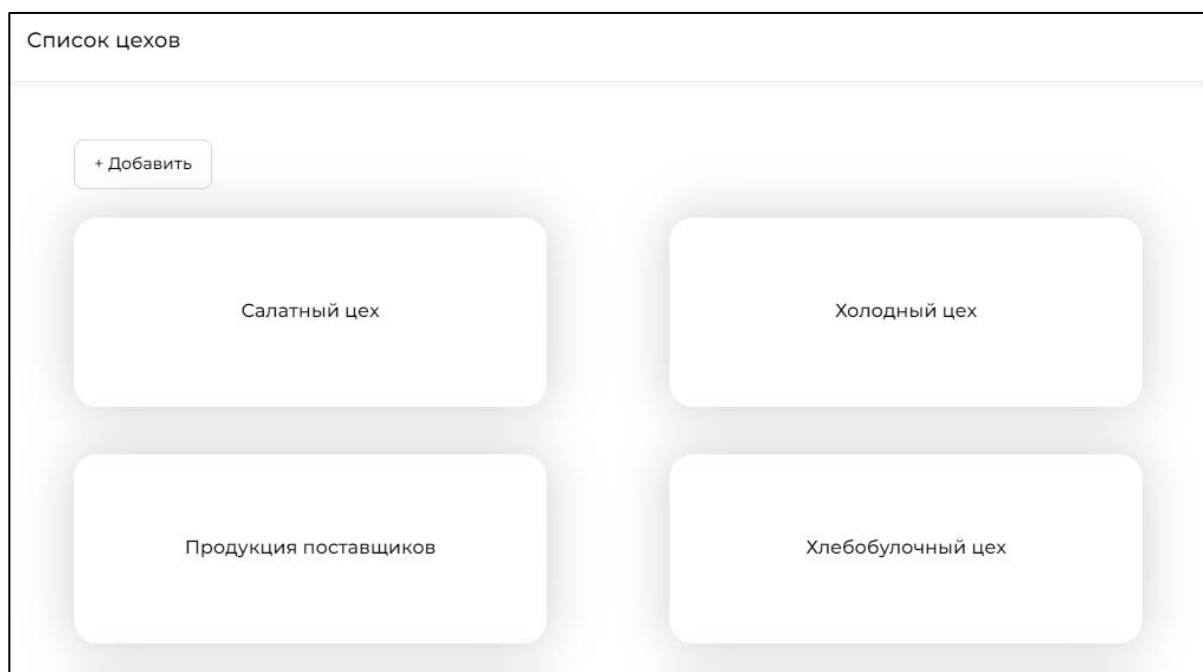 Список цехов
+ Добавить
Салатный цех
Холодный цех
Продукция поставщиков
Хлебобулочный цех